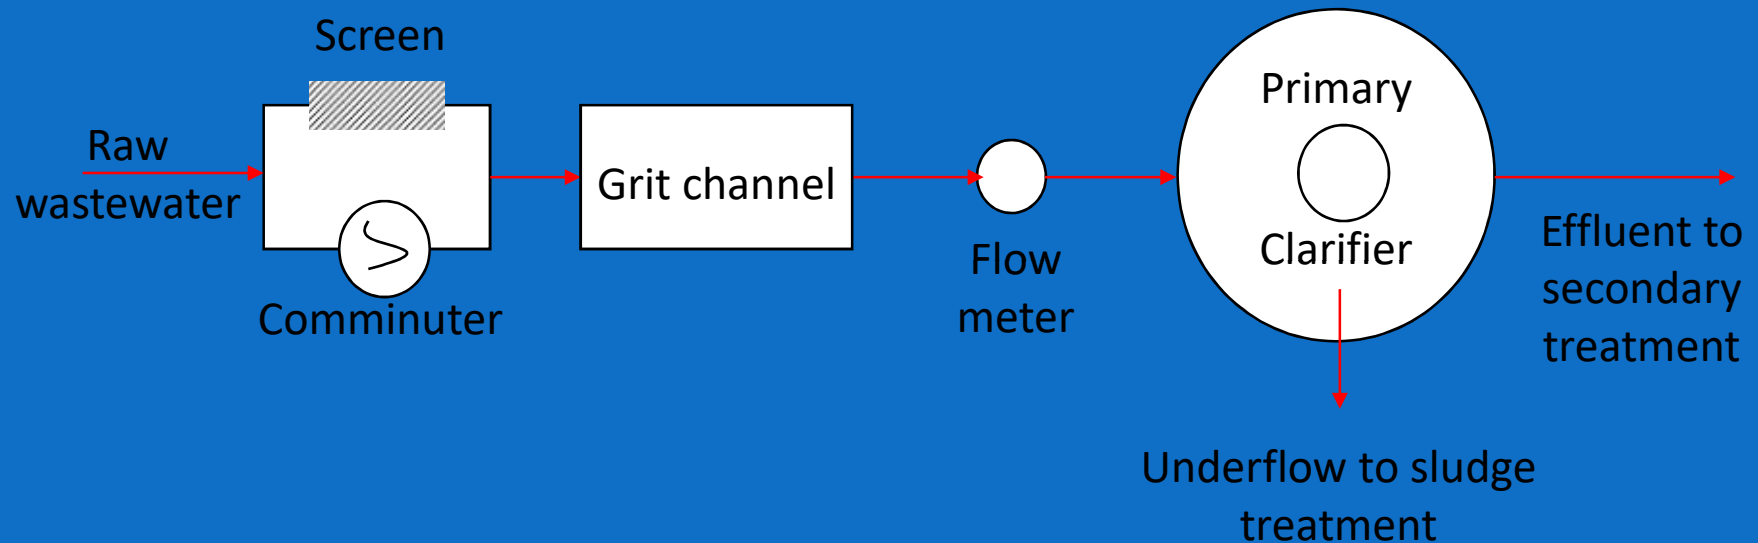 Screen
Raw
wastewater
Comminuter
Grit channel
Flow
meter
Primary
Clarifier
Effluent to
secondary
treatment
Underflow to sludge
treatment